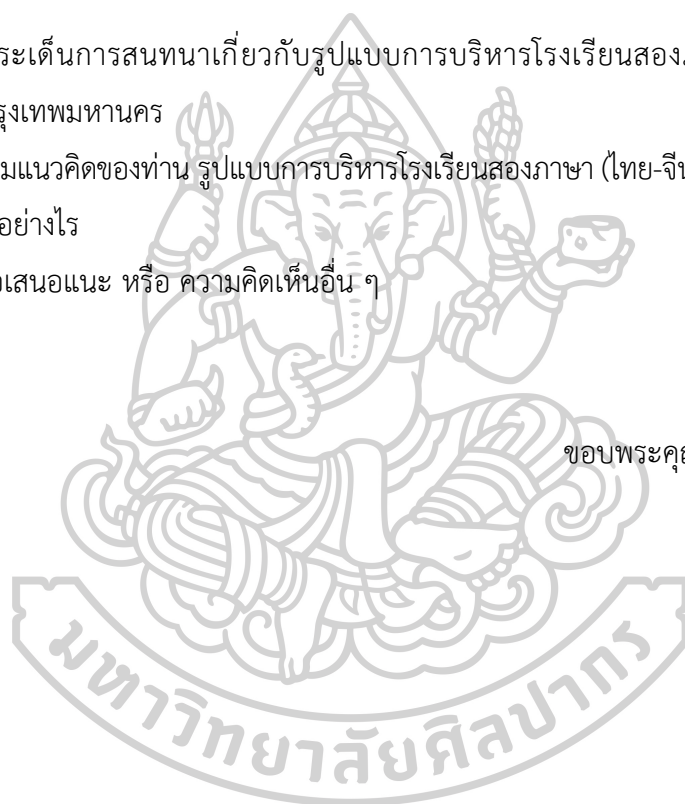 ระเด็นการสนทนาเกี่ยวกับรูปแบบการบริหารโรงเรียนสอง
รุงเทพมหานคร
มแนวคิดของท่าน รูปแบบการบริหารโรงเรียนสองภาษา (ไทย-จีน
อย่างไร
เสนอแนะ หรือ ความคิดเห็นอื่น ๆ
ขอบพระคุณ
มหาวิทยาลัยศิลปากร